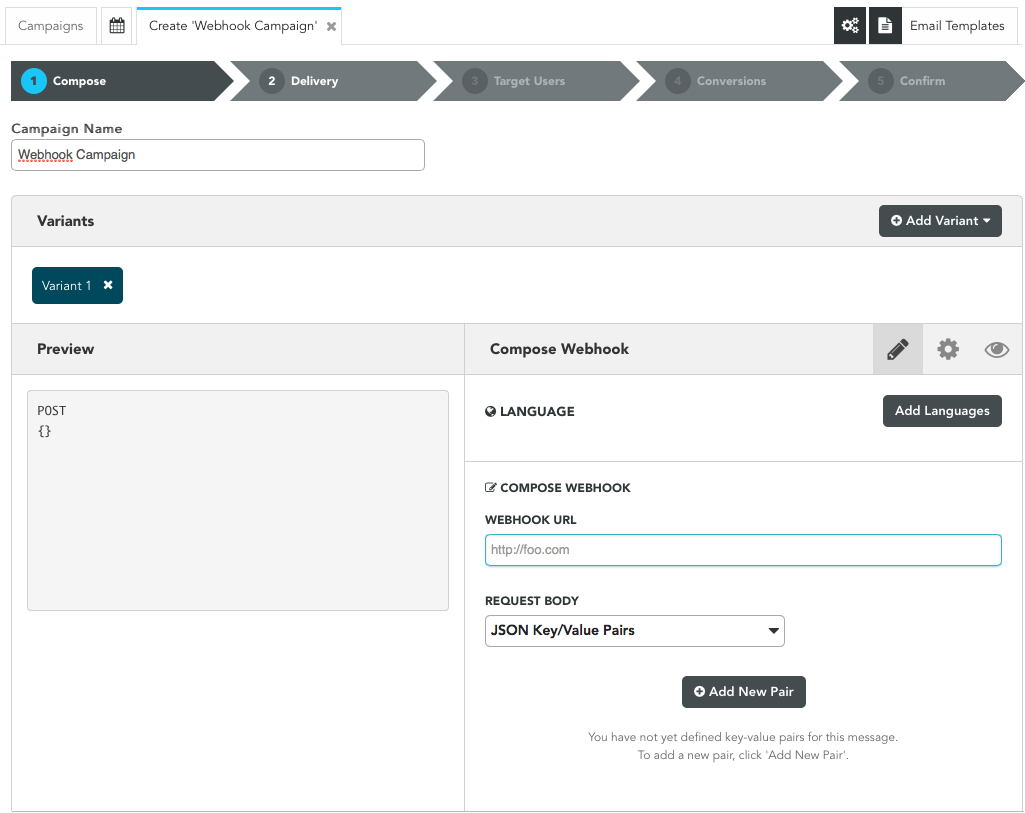 Campaigns
Create 'Webhook Campaign'
Email Templates
1 Compose
2 Delivery
3 Target Users
4 Conversions
5 Confirm
Campaign Name
Webhook Campaign
Variants
Add Variant
Variant 1
Preview
Compose Webhook
POST
{}
LANGUAGE
Add Languages
COMPOSE WEBHOOK
WEBHOOK URL
http://foo.com
REQUEST BODY
JSON Key/Value Pairs
Add New Pair
You have not yet defined key-value pairs for this message.
To add a new pair, click 'Add New Pair'.